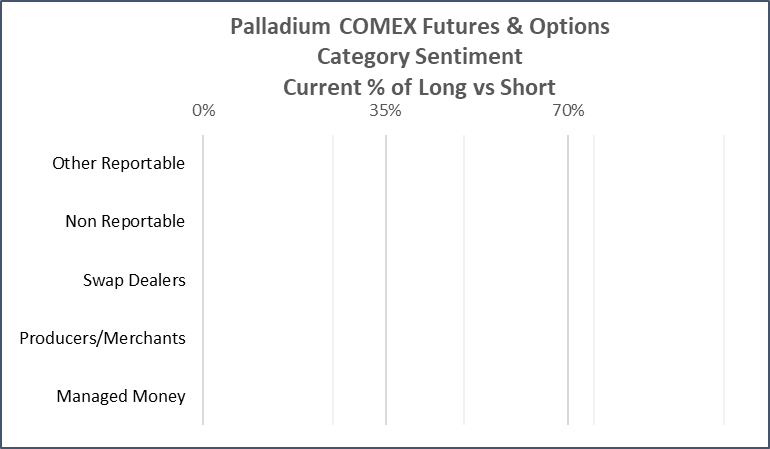 Palladium COMEX Futures & Options
Category Sentiment
Current % of Long vs Short
0% 35% 70%
Other Reportable
Non Reportable
Swap Dealers
Producers/Merchants
Managed Money